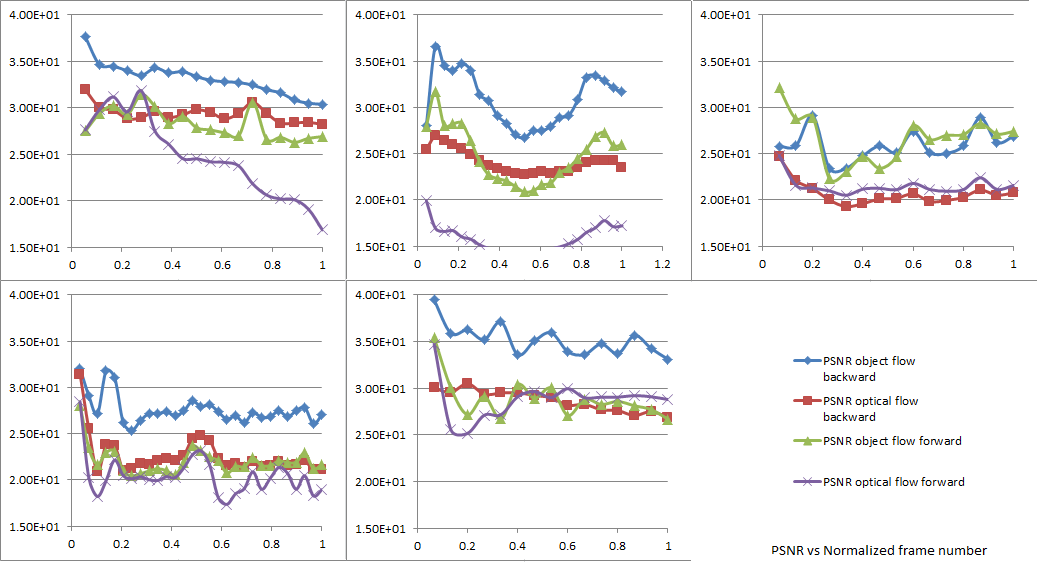 4.00E+01
3.50E+01
3.00E+01
2.50E+01
2.00E+01
1.50E+01
0 0.2 0.4 0.6 0.8 1
4.00E+01
3.50E+01
3.00E+01
2.50E+01
2.00E+01
1.50E+01
0 0.2 0.4 0.6 0.8 1 1.2
4.00E+01
3.50E+01
3.00E+01
2.50E+01
2.00E+01
1.50E+01
0 0.2 0.4 0.6 0.8 1
4.00E+01
3.50E+01
3.00E+01
2.50E+01
2.00E+01
1.50E+01
0 0.2 0.4 0.6 0.8 1
4.00E+01
3.50E+01
3.00E+01
2.50E+01
2.00E+01
1.50E+01
0 0.2 0.4 0.6 0.8 1
PSNR object flow
backward
PSNR optical flow
backward
PSNR object flow forward
PSNR optical flow forward
PSNR vs Normalized frame number